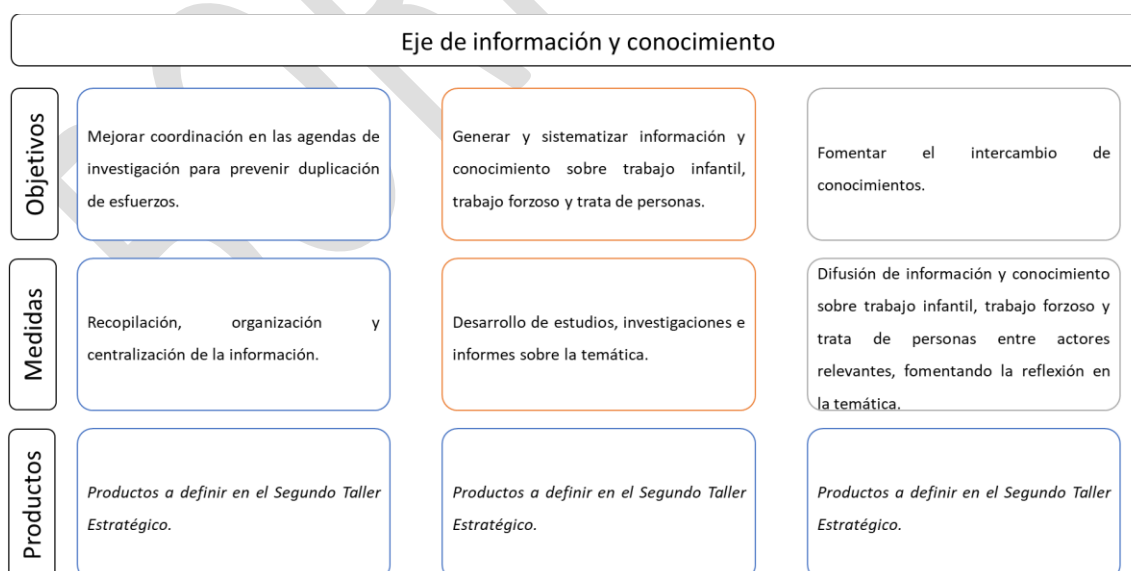 Eje de información y conocimiento
Objetivos
Mejorar coordinación en las agendas de
investigación para prevenir duplicación
de esfuerzos.
Generar y sistematizar información y
conocimiento sobre trabajo infantil,
trabajo forzoso y trata de personas.
Fomentar el intercambio de
conocimientos.
Medidas
Recopilación, organización y
centralización de la información.
Desarrollo de estudios, investigaciones e
informes sobre la temática.
Difusión de información y conocimiento
sobre trabajo infantil, trabajo forzoso y
trata de personas entre actores
relevantes, fomentando la reflexión en
la temática.
Productos
Productos a definir en el Segundo Taller
Estratégico.
Productos a definir en el Segundo Taller
Estratégico.
Productos a definir en el Segundo Taller
Estratégico.